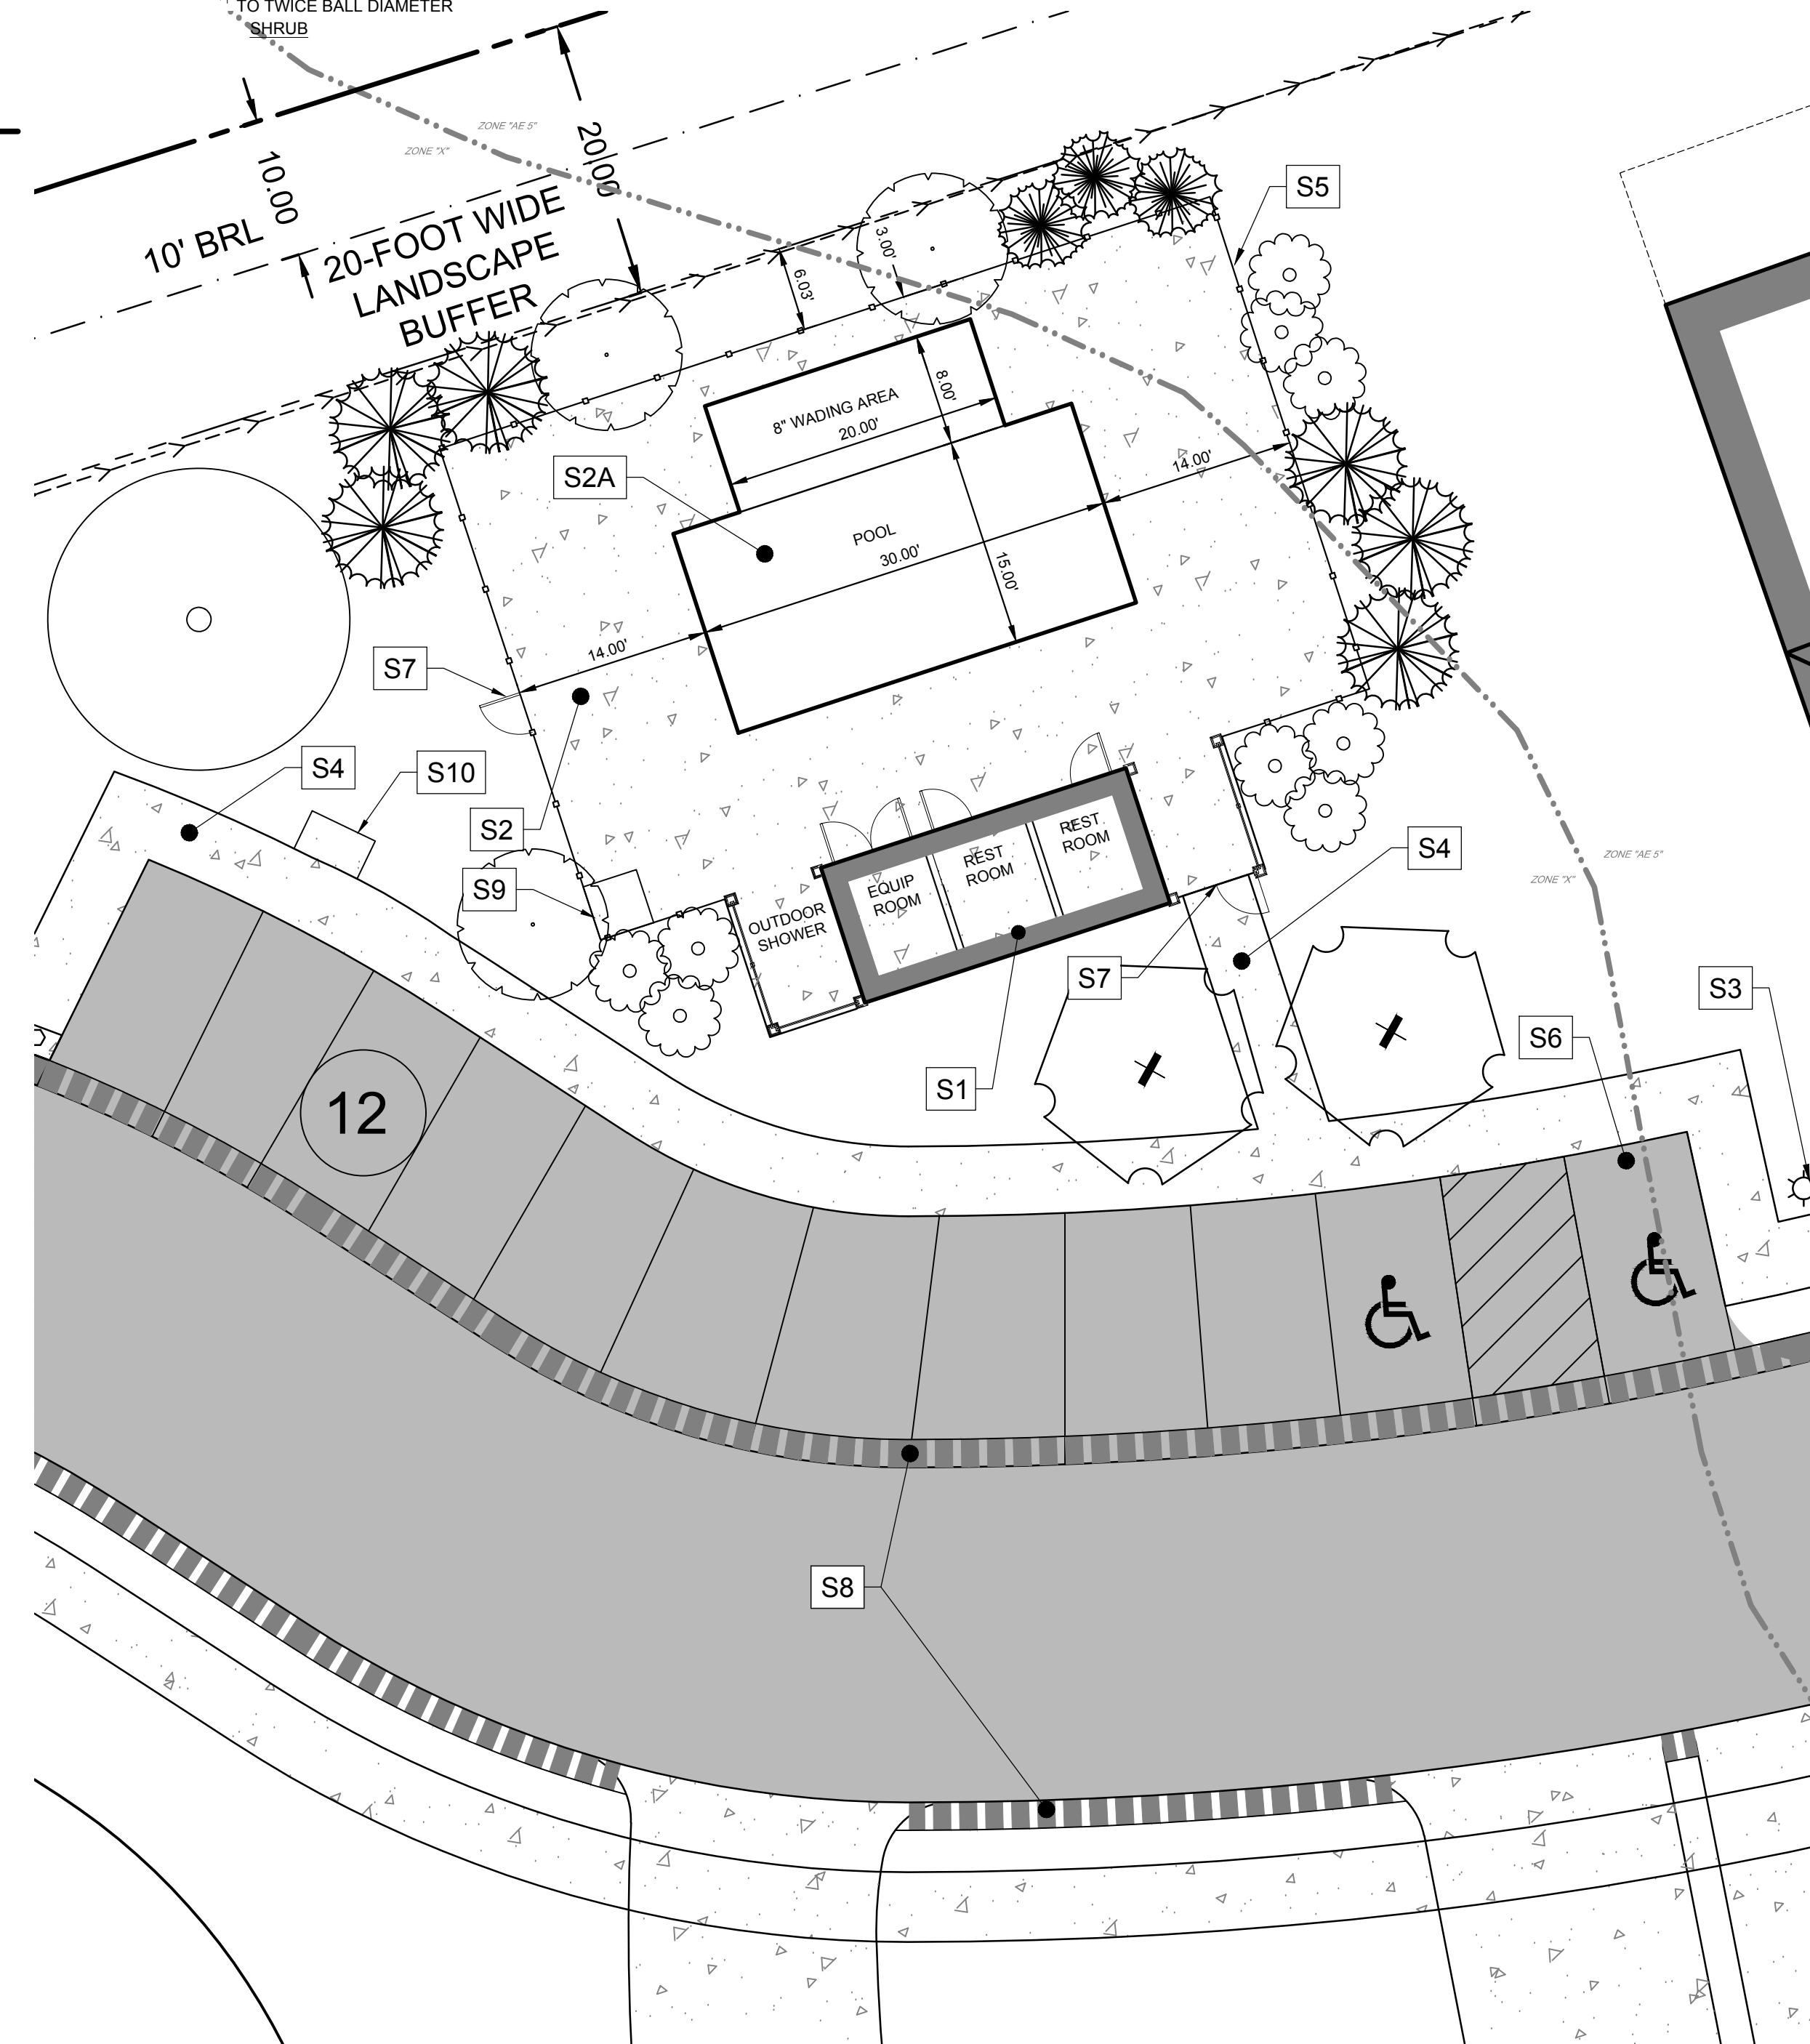 TO TWICE BALL DIAMETER
SHRUB
ZONE "AE 5"
ZONE "X"
10.00
20.00
10' BRL
20-FOOT WIDE
LANDSCAPE
BUFFER
3.00'
6.03'
S5
8" WADING AREA
20.00'
8.00'
S2A
14.00'
POOL
30.00'
15.00'
14.00'
S7
S4
S10
S2
S9
REST
ROOM
REST
ROOM
EQUIP
ROOM
OUTDOOR
SHOWER
S4
ZONE "AE 5"
ZONE "X"
S7
S3
S6
S1
12
S8